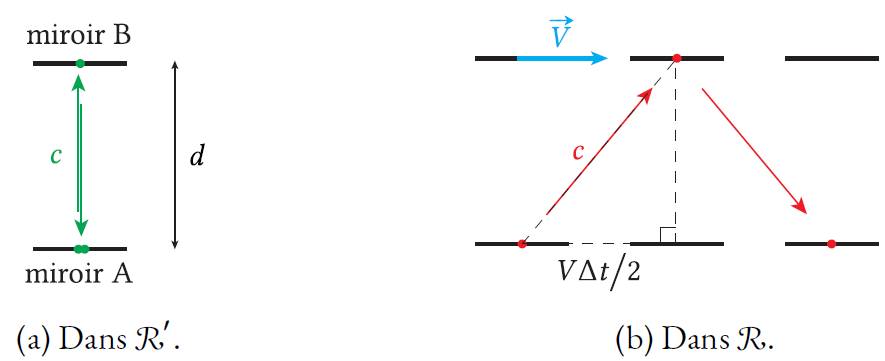 miroir B
c
d
miroir A
(a) Dans ℛ′.
V⃗
c
VΔt/2
(b) Dans ℛ.